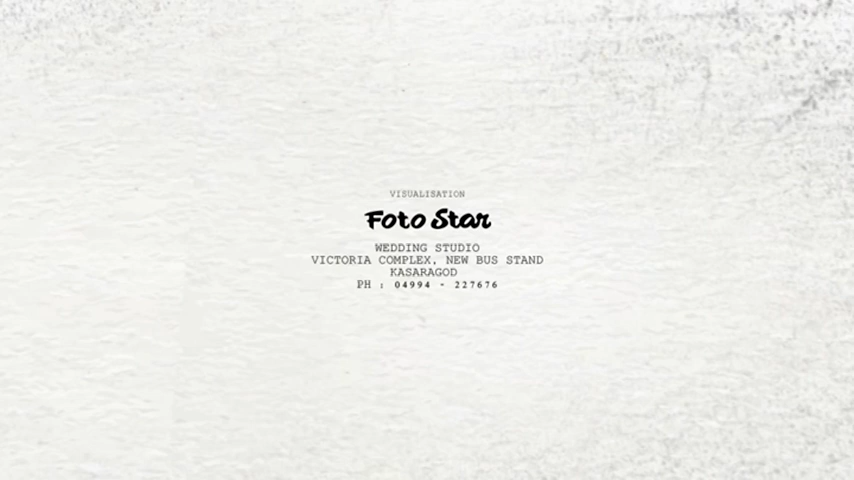 VISUALISATION
Foto Star
WEDDING STUDIO
VICTORIA COMPLEX, NEW BUS STAND
KASARAGOD
PH : 04994 - 227676